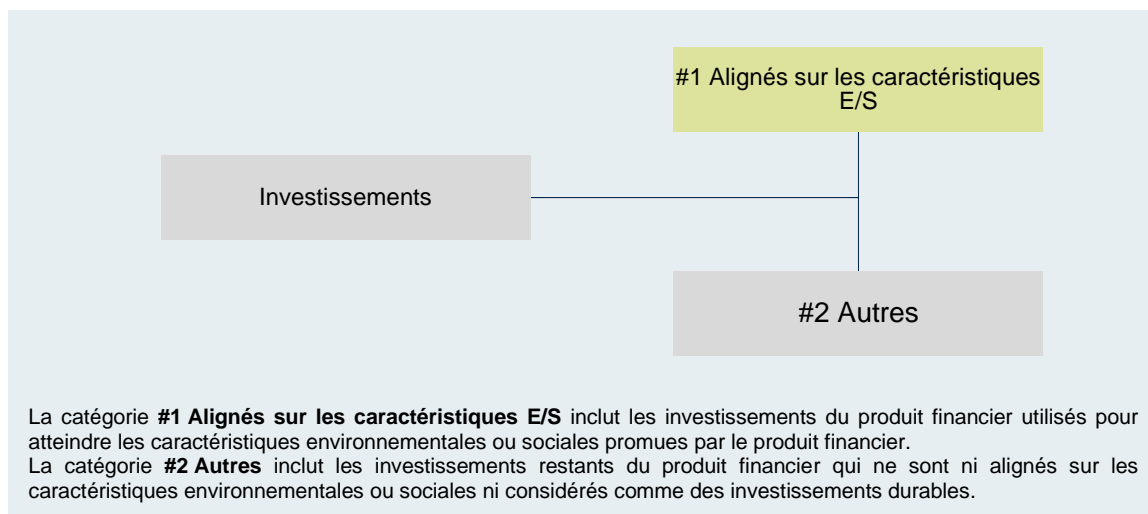 #1 Alignés sur les caractéristiques
E/S
Investissements
#2 Autres
La catégorie #1 Alignés sur les caractéristiques E/S inclut les investissements du produit financier utilisés pour
atteindre les caractéristiques environnementales ou sociales promues par le produit financier.
La catégorie #2 Autres inclut les investissements restants du produit financier qui ne sont ni alignés sur les
caractéristiques environnementales ou sociales ni considérés comme des investissements durables.